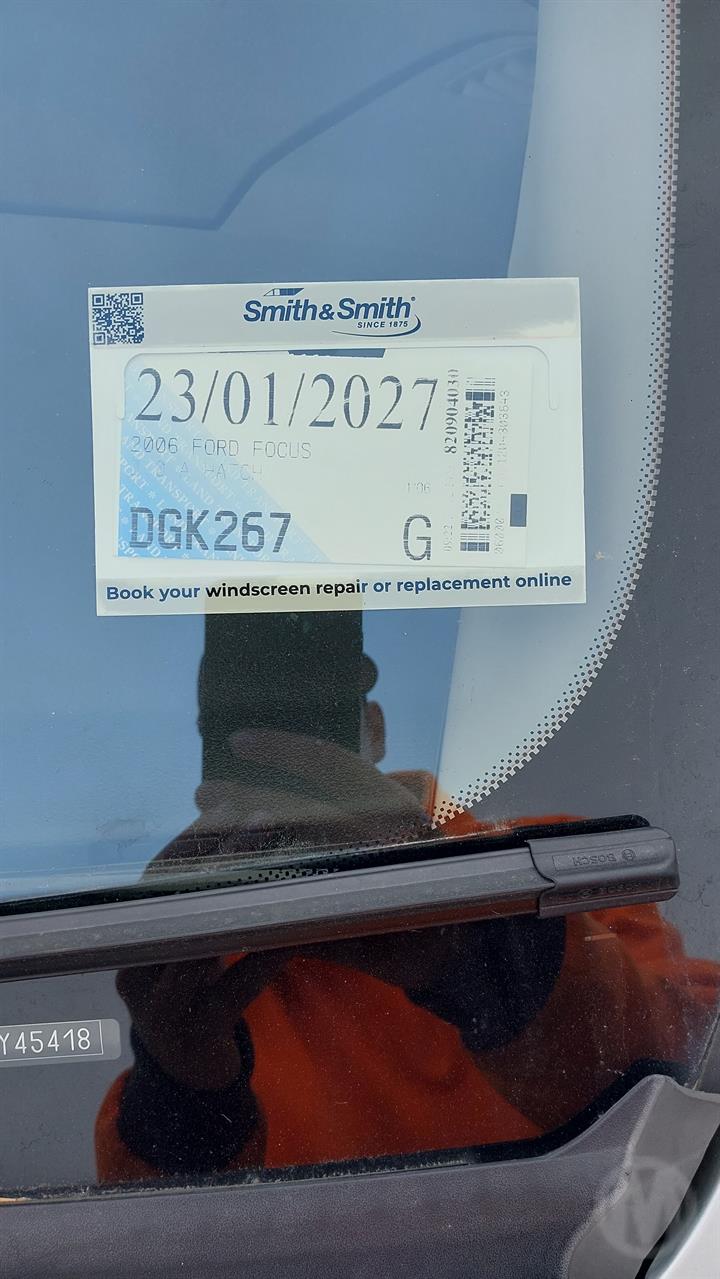 Smith & Smith®
SINCE 1875
23/01/2027
2006 FORD FOCUS
HATCH
DGK267
G
820904030
Book your windscreen repair or replacement online
BOSCH
Y45418
M